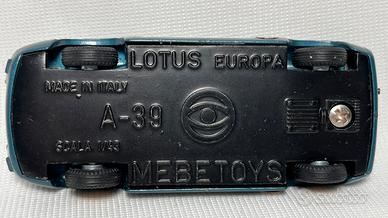 LOTUS EUROPA
MADE IN ITALY
A-39
SCALA 1/43
MEBETOYS